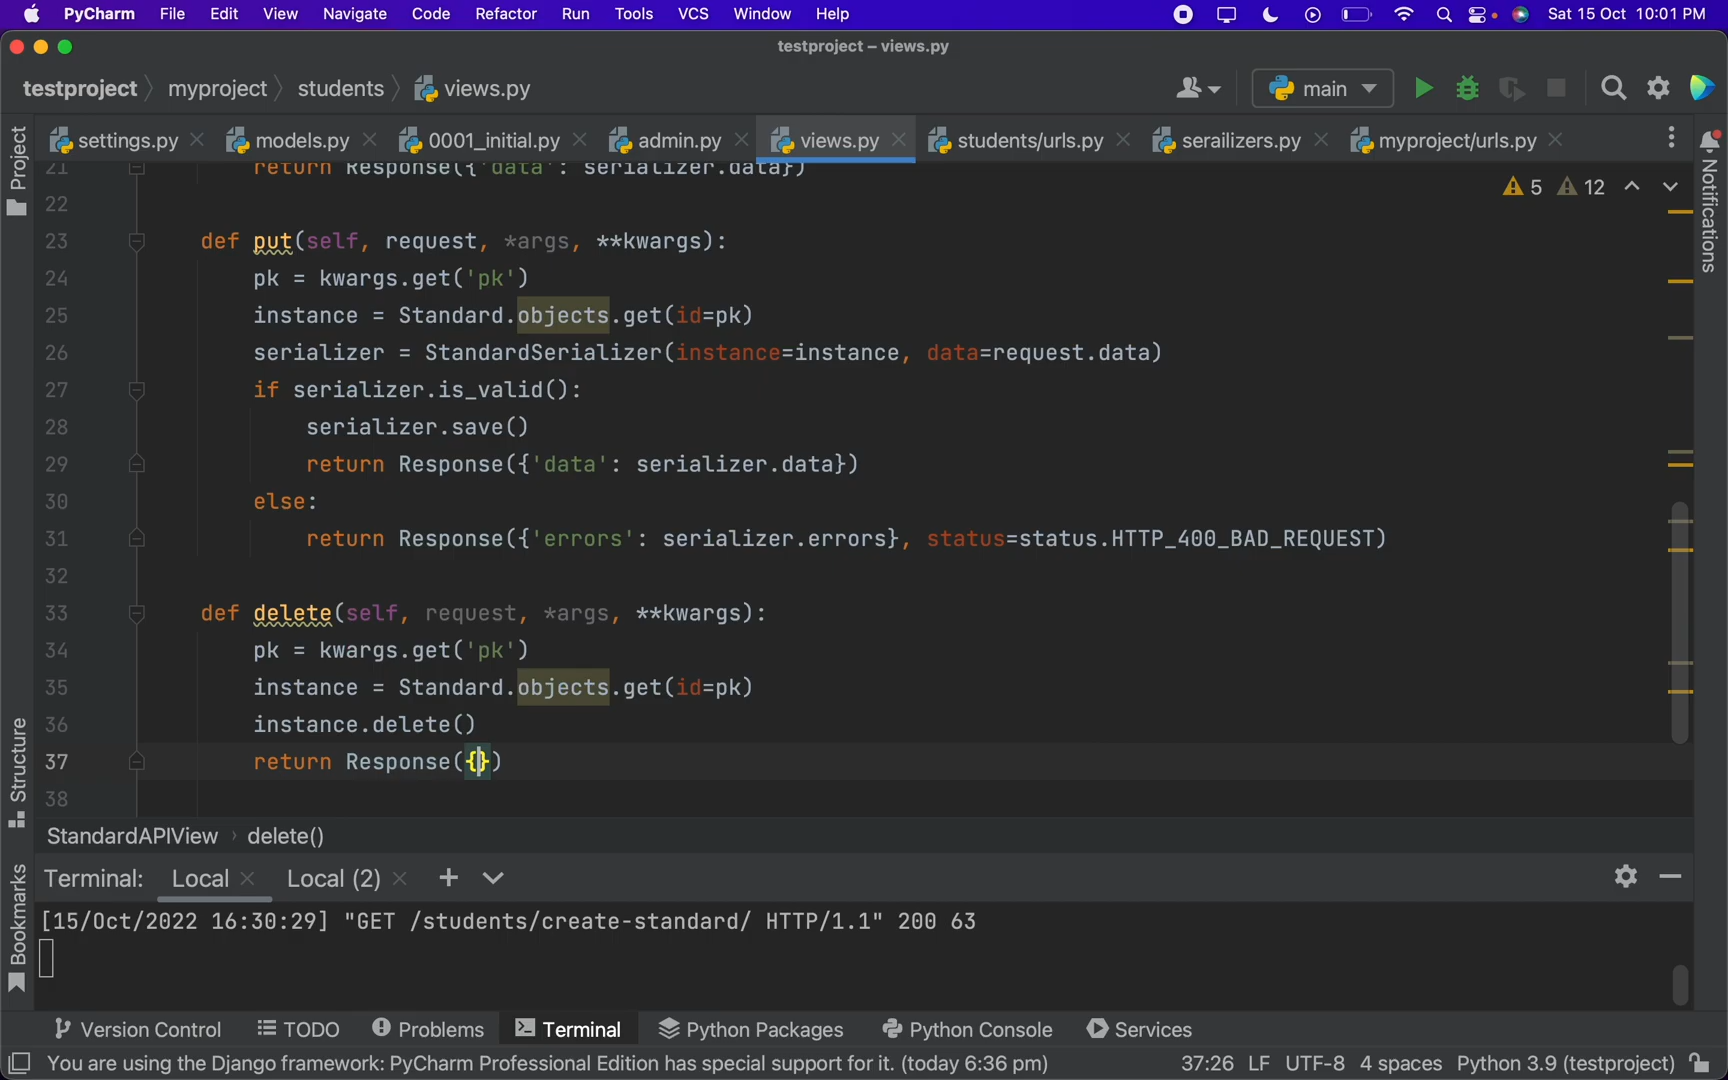 PyCharm File Edit View Navigate Code Refactor Run Tools VCS Window Help Sat 15 Oct 10:01 PM
testproject – views.py
testproject myproject students views.py main
settings.py models.py 0001_initial.py admin.py views.py students/urls.py serailizers.py myproject/urls.py
Project
Notifications
5 12
21 return Response({'data': serializer.data})
22
23 def put(self, request, *args, **kwargs):
24 pk = kwargs.get('pk')
25 instance = Standard.objects.get(id=pk)
26 serializer = StandardSerializer(instance=instance, data=request.data)
27 if serializer.is_valid():
28 serializer.save()
29 return Response({'data': serializer.data})
30 else:
31 return Response({'errors': serializer.errors}, status=status.HTTP_400_BAD_REQUEST)
32
33 def delete(self, request, *args, **kwargs):
34 pk = kwargs.get('pk')
35 instance = Standard.objects.get(id=pk)
36 instance.delete()
37 return Response({})
38
Structure
Bookmarks
StandardAPIView › delete()
Terminal: Local Local (2)
[15/Oct/2022 16:30:29] "GET /students/create-standard/ HTTP/1.1" 200 63
Version Control TODO Problems Terminal Python Packages Python Console Services
You are using the Django framework: PyCharm Professional Edition has special support for it. (today 6:36 pm) 37:26 LF UTF-8 4 spaces Python 3.9 (testproject)